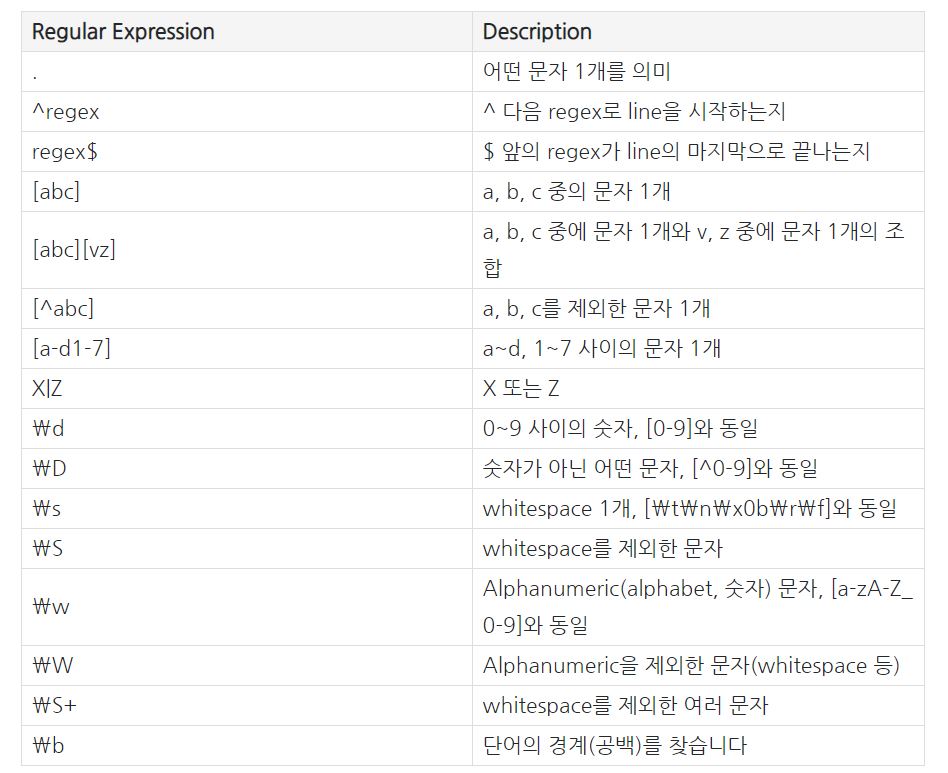 Regular Expression Description
. 어떤 문자 1개를 의미
^regex ^ 다음 regex로 line을 시작하는지
regex$ $ 앞의 regex가 line의 마지막으로 끝나는지
[abc] a, b, c 중의 문자 1개
[abc][vz] a, b, c 중에 문자 1개와 v, z 중에 문자 1개의 조
합
[^abc] a, b, c를 제외한 문자 1개
[a-d1-7] a~d, 1~7 사이의 문자 1개
X|Z X 또는 Z
₩d 0~9 사이의 숫자, [0-9]와 동일
₩D 숫자가 아닌 어떤 문자, [^0-9]와 동일
₩s whitespace 1개, [₩t₩n₩x0b₩r₩f]와 동일
₩S whitespace를 제외한 문자
₩w Alphanumeric(alphabet, 숫자) 문자, [a-zA-Z_
0-9]와 동일
₩W Alphanumeric을 제외한 문자(whitespace 등)
₩S+ whitespace를 제외한 여러 문자
₩b 단어의 경계(공백)를 찾습니다